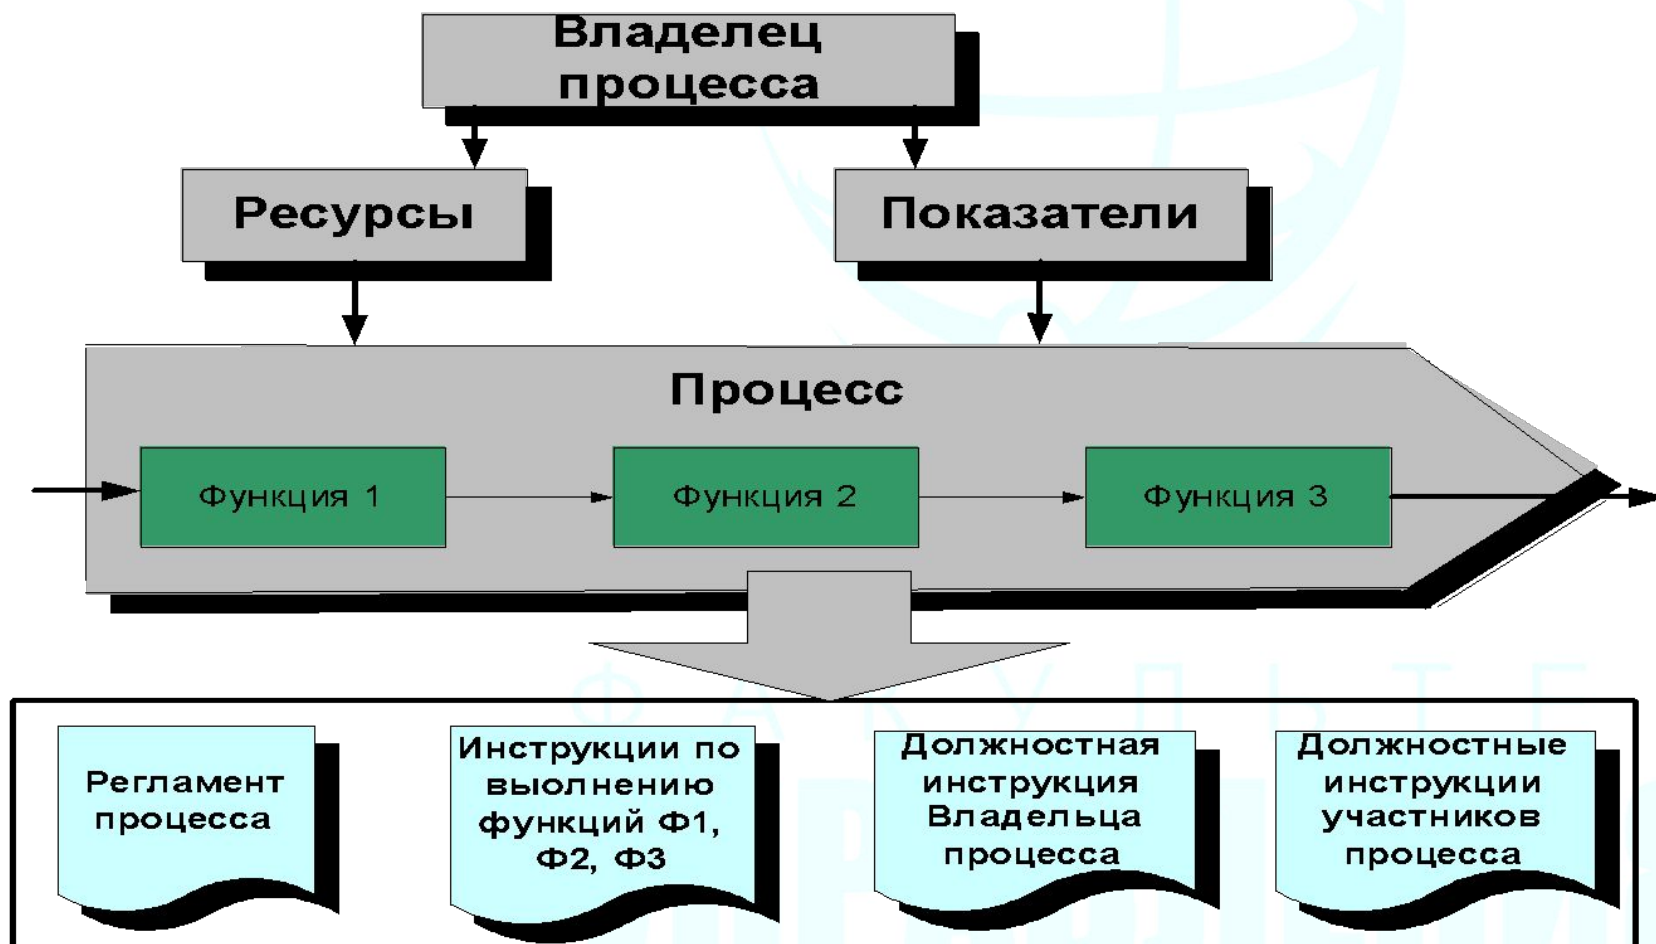 Владелец
процесса
Ресурсы
Показатели
Процесс
Функция 1
Функция 2
Функция 3
Ф А К У Л Ь Т Е
Регламент
процесса
Инструкции по
выолнению
функций Ф1,
Ф2, Ф3
Должностная
инструкция
Владельца
процесса
Должностные
инструкции
участников
процесса